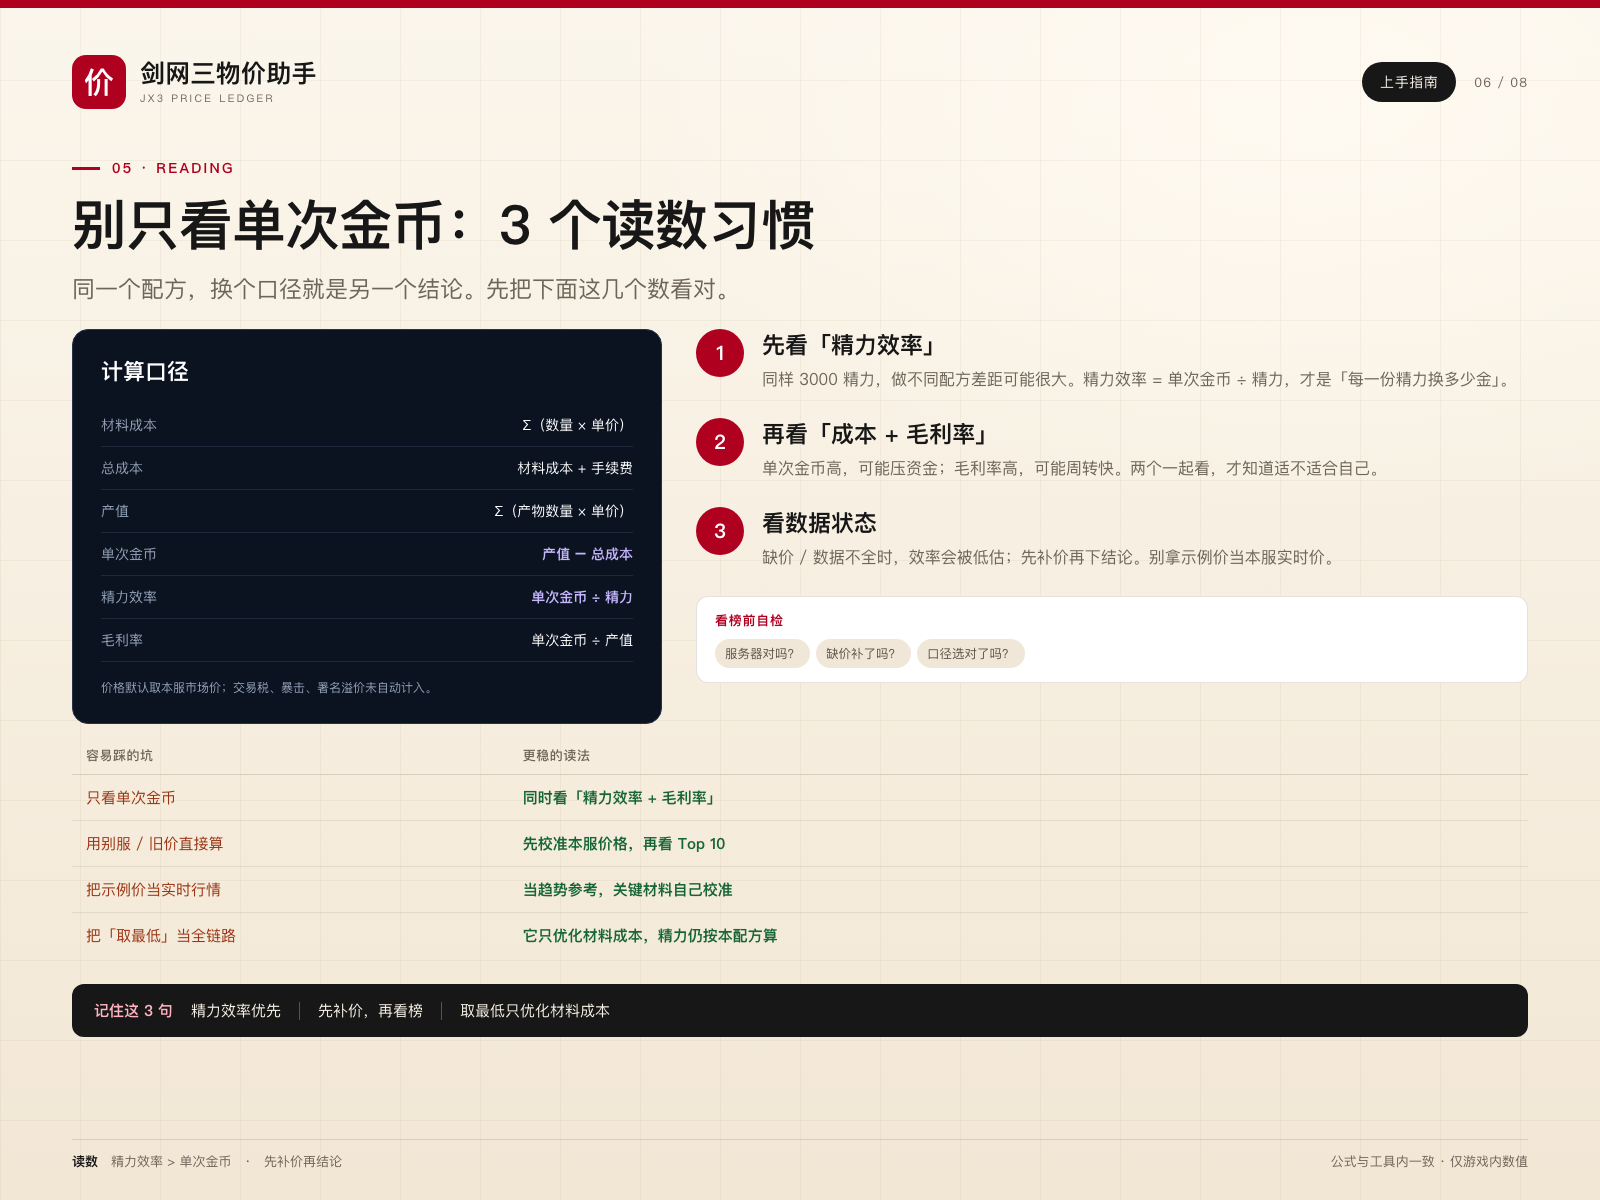 价
剑网三物价助手
JX3 PRICE LEDGER
上手指南
06 / 08
05 · READING
别只看单次金币：3 个读数习惯
同一个配方，换个口径就是另一个结论。先把下面这几个数看对。
计算口径
材料成本 Σ（数量 × 单价）
总成本 材料成本 + 手续费
产值 Σ（产物数量 × 单价）
单次金币 产值 − 总成本
精力效率 单次金币 ÷ 精力
毛利率 单次金币 ÷ 产值
价格默认取本服市场价；交易税、暴击、署名溢价未自动计入。
1
先看「精力效率」
同样 3000 精力，做不同配方差距可能很大。精力效率 = 单次金币 ÷ 精力，才是「每一份精力换多少金」。
2
再看「成本 + 毛利率」
单次金币高，可能压资金；毛利率高，可能周转快。两个一起看，才知道适不适合自己。
3
看数据状态
缺价 / 数据不全时，效率会被低估；先补价再下结论。别拿示例价当本服实时价。
看榜前自检
服务器对吗？ 缺价补了吗？ 口径选对了吗？
容易踩的坑 更稳的读法
只看单次金币 同时看「精力效率 + 毛利率」
用别服 / 旧价直接算 先校准本服价格，再看 Top 10
把示例价当实时行情 当趋势参考，关键材料自己校准
把「取最低」当全链路 它只优化材料成本，精力仍按本配方算
记住这 3 句 精力效率优先 先补价，再看榜 取最低只优化材料成本
读数 精力效率 > 单次金币 · 先补价再结论
公式与工具内一致 · 仅游戏内数值